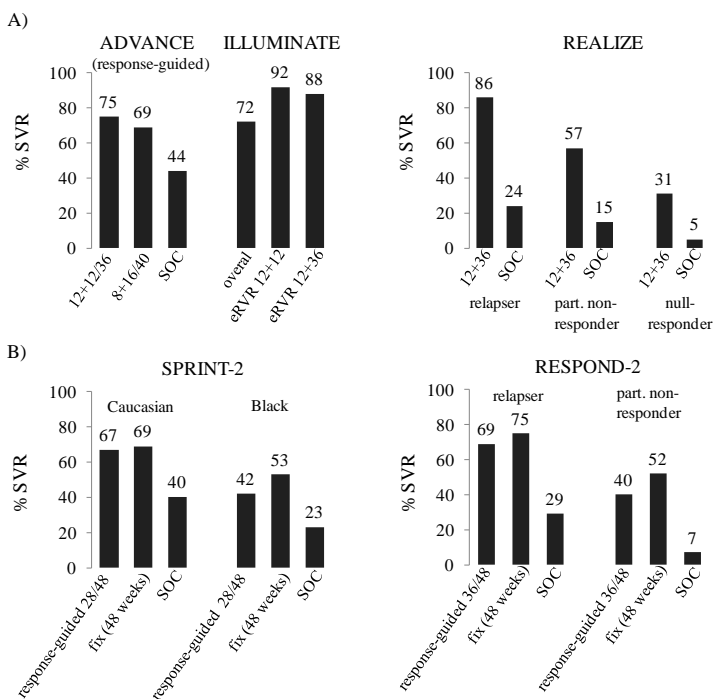 A)
ADVANCE
(response-guided)
ILLUMINATE
% SVR
100
80
60
40
20
0
75
69
44
72
92
88
12+12/36
8+16/40
SOC
overal
eRVR 12+12
eRVR 12+36
REALIZE
% SVR
100
80
60
40
20
0
86
24
57
15
31
5
12+36
SOC
12+36
SOC
12+36
SOC
relapser
part. non-
responder
null-
responder
B)
SPRINT-2
% SVR
100
80
60
40
20
0
Caucasian
Black
67
69
40
42
53
23
response-guided 28/48
fix (48 weeks)
SOC
response-guided 28/48
fix (48 weeks)
SOC
RESPOND-2
% SVR
100
80
60
40
20
0
relapser
part. non-
responder
69
75
29
40
52
7
response-guided 36/48
fix (48 weeks)
SOC
response-guided 36/48
fix (48 weeks)
SOC